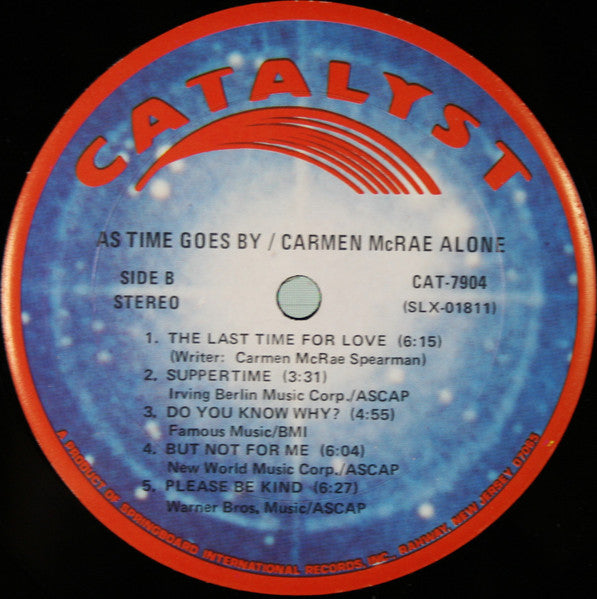 CATALYST
AS TIME GOES BY / CARMEN McRAE ALONE
SIDE B
STEREO
CAT-7904
(SLX-01811)
1. THE LAST TIME FOR LOVE (6:15)
(Writer: Carmen McRae Spearman)
2. SUPPERTIME (3:31)
Irving Berlin Music Corp./ASCAP
3. DO YOU KNOW WHY? (4:55)
Famous Music/BMI
4. BUT NOT FOR ME (6:04)
New World Music Corp./ASCAP
5. PLEASE BE KIND (6:27)
Warner Bros. Music/ASCAP
A PRODUCT OF SPRINGBOARD INTERNATIONAL RECORDS, INC., RAHWAY, NEW JERSEY 07065